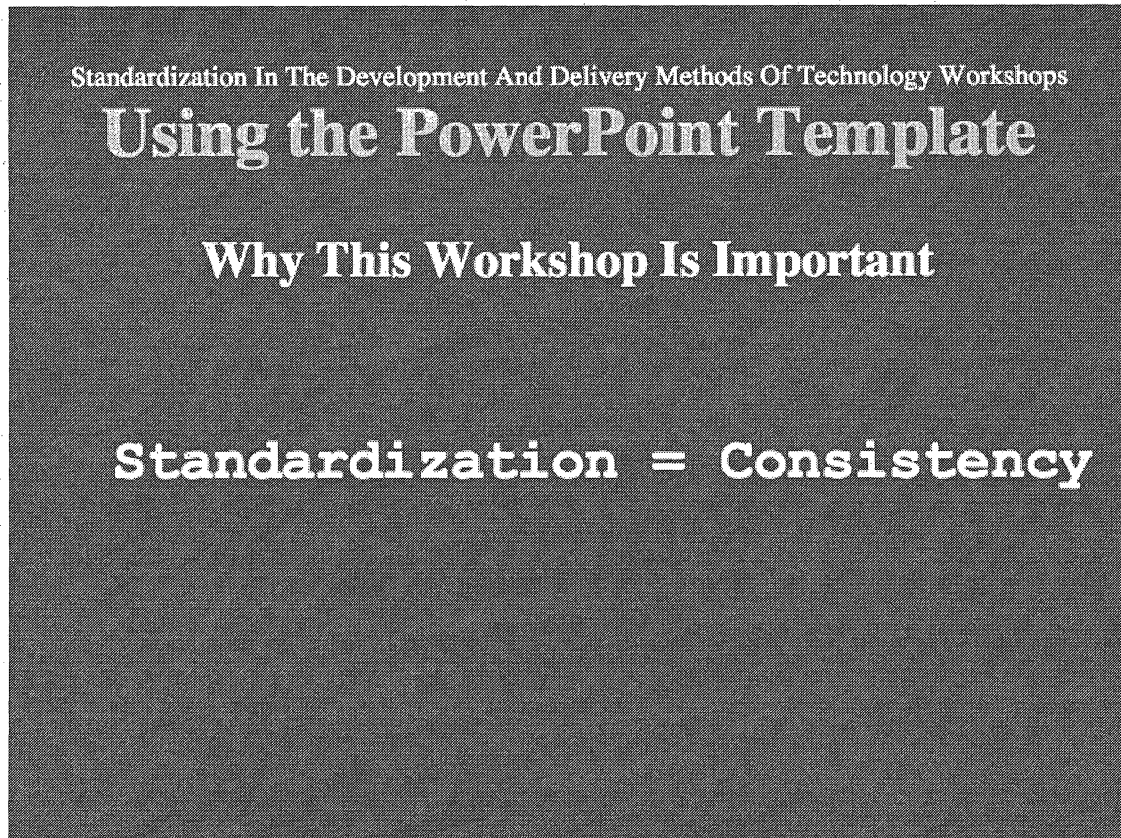 Standardization In The Development And Delivery Methods Of Technology Workshops
Using the PowerPoint Template
Why This Workshop Is Important
Standardization = Consistency